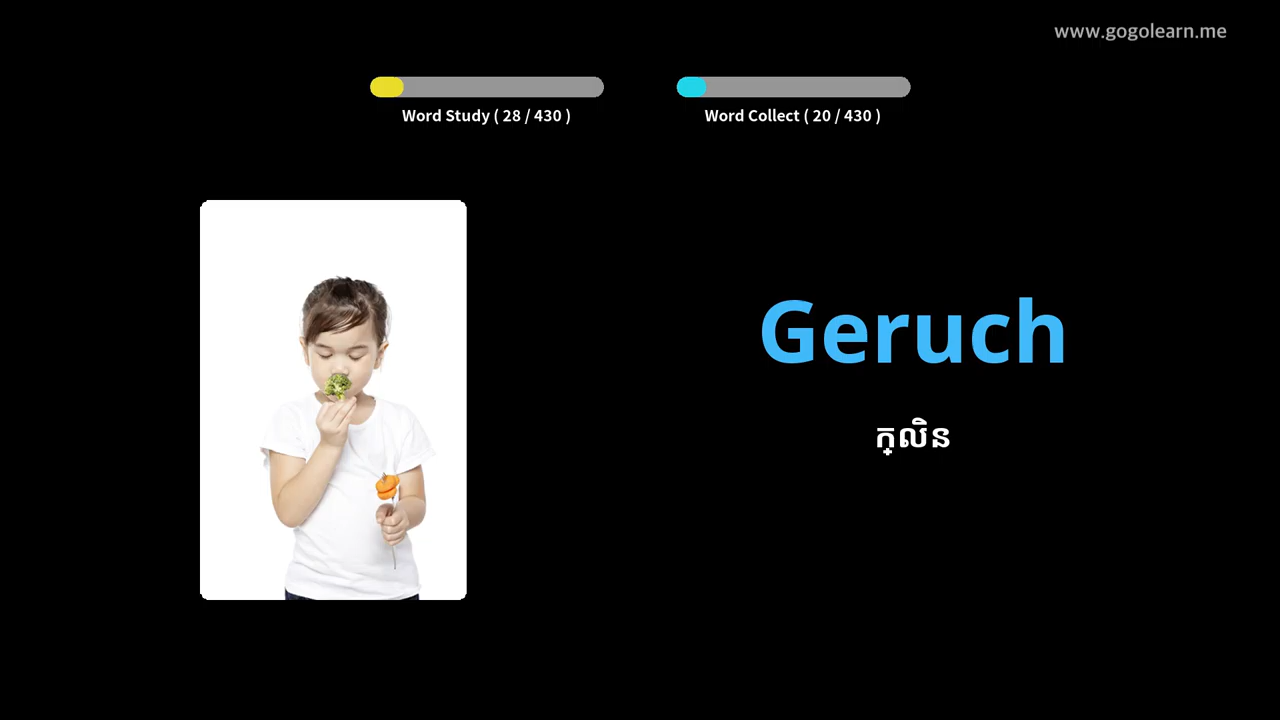 www.gogolearn.me
Word Study ( 28 / 430 )
Word Collect ( 20 / 430 )
Geruch
ក្លិន